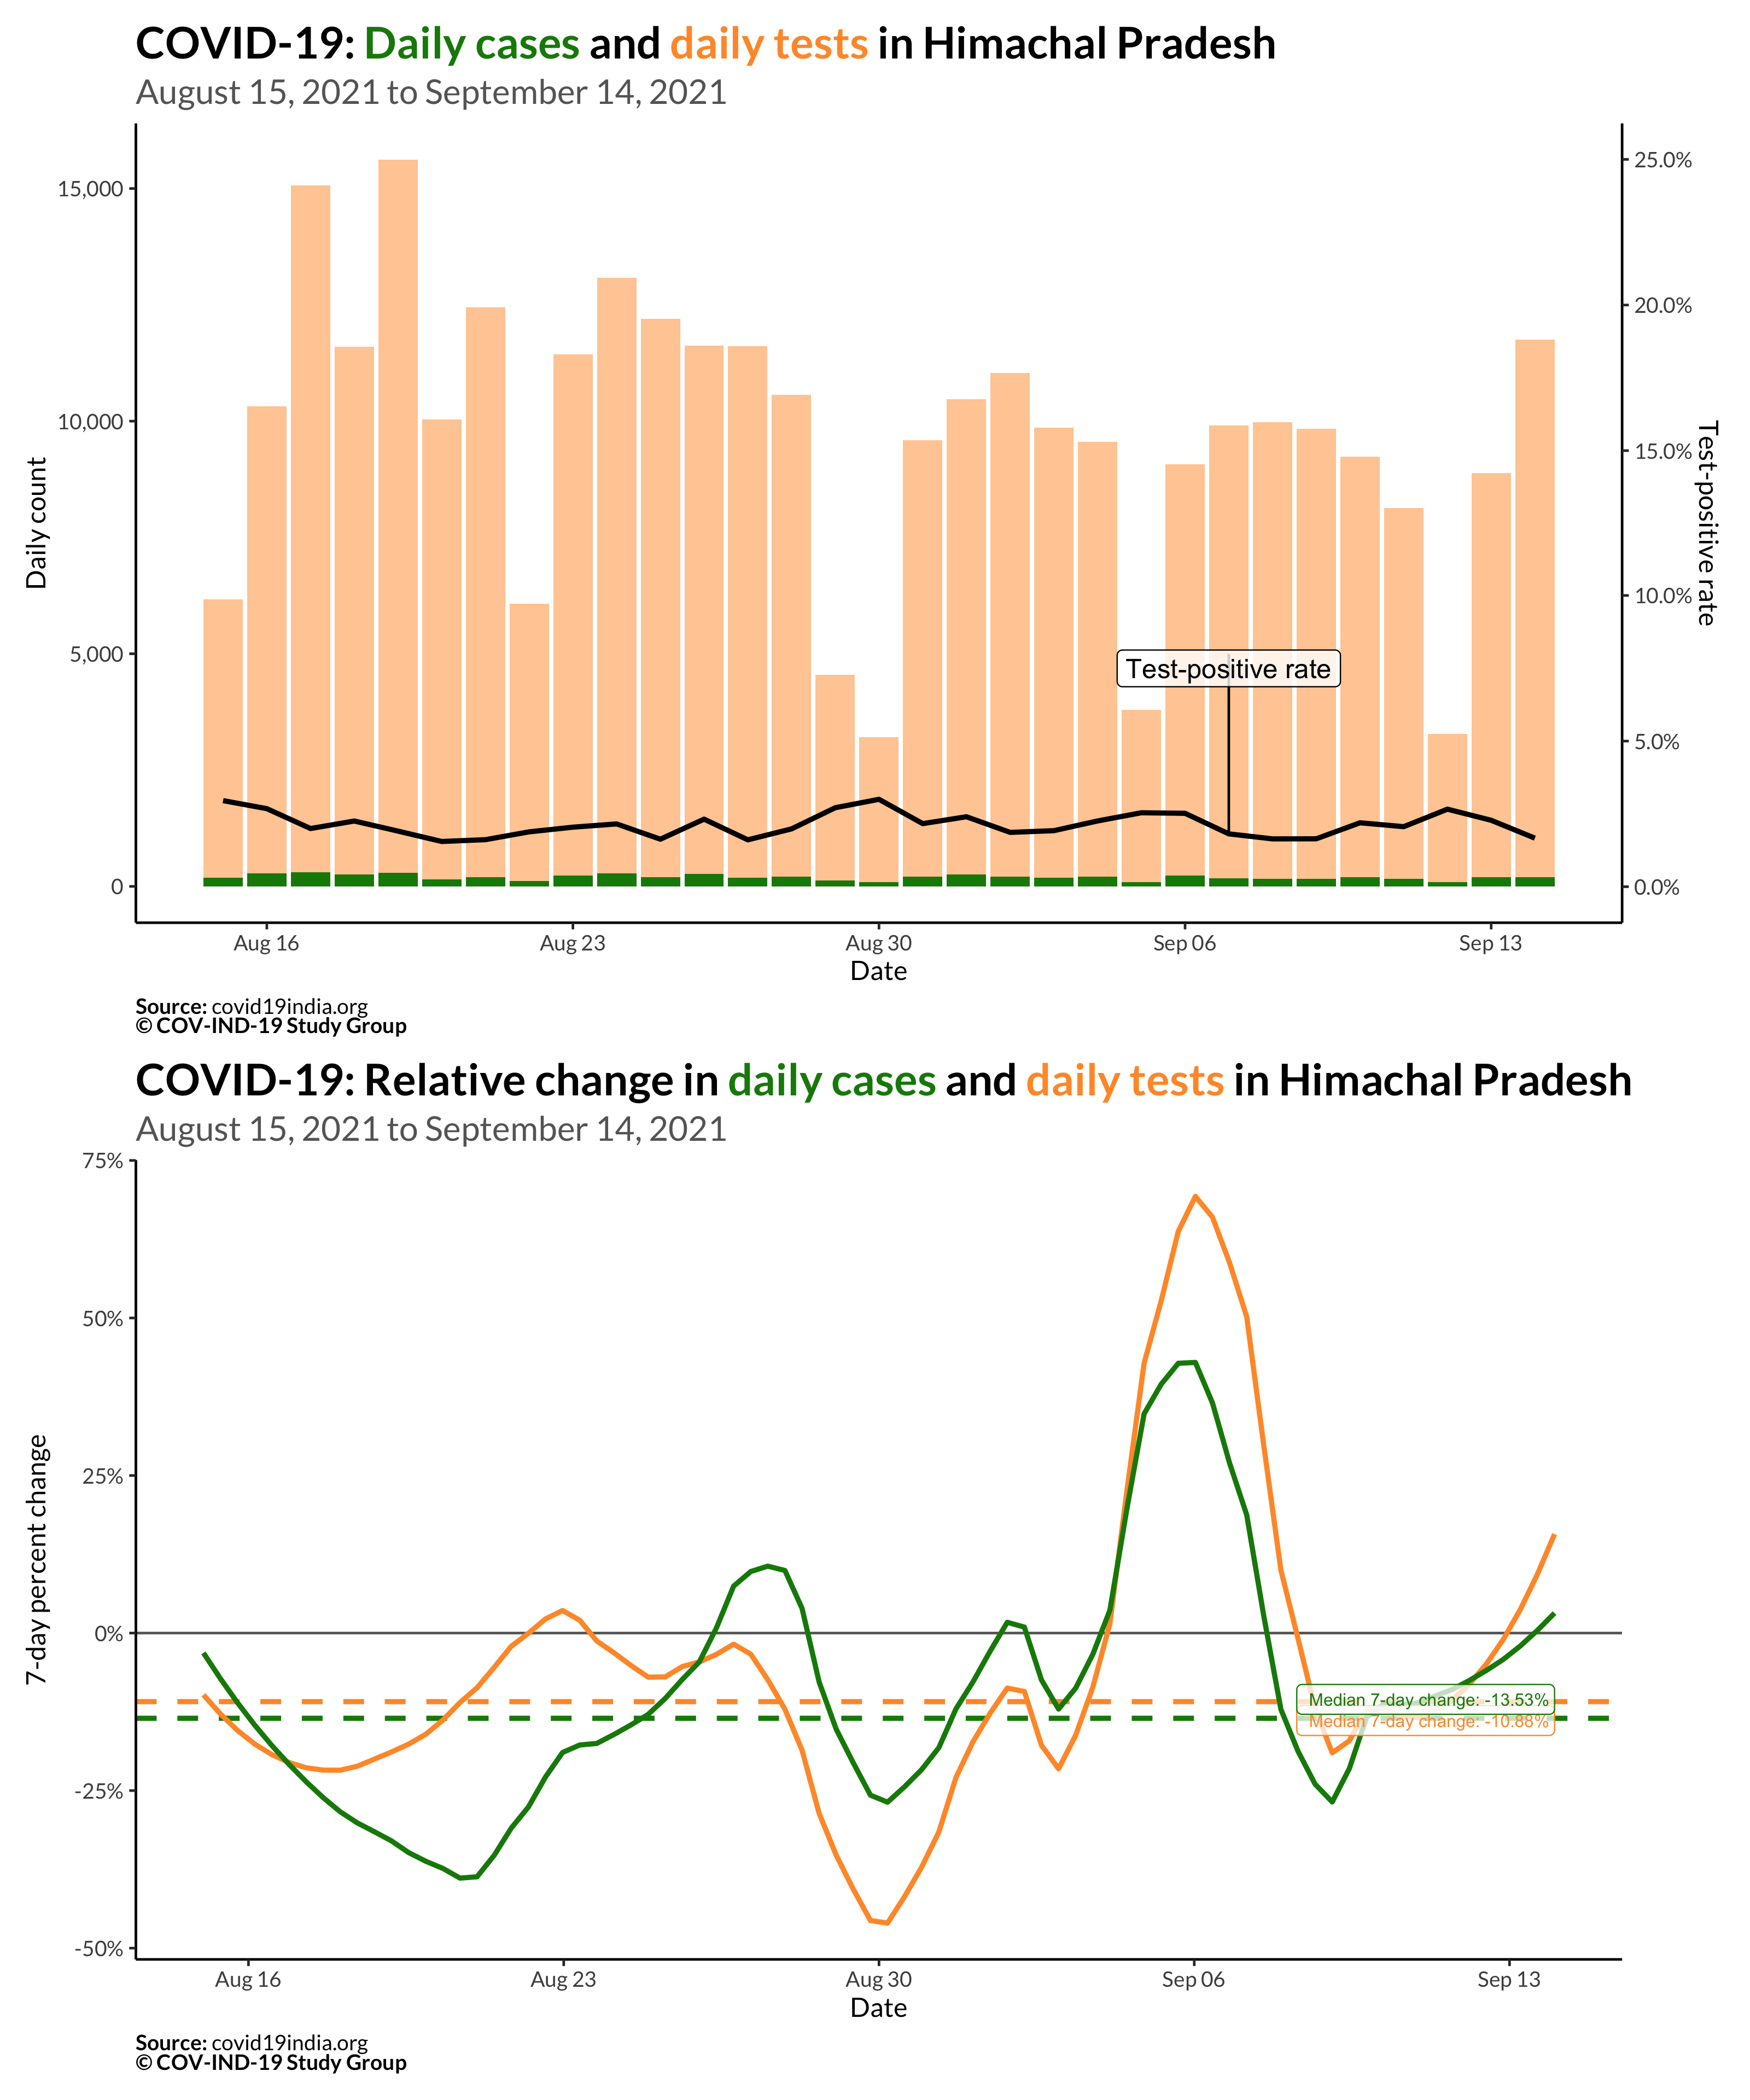 COVID-19: Daily cases and daily tests in Himachal Pradesh
August 15, 2021 to September 14, 2021
15,000
10,000
5,000
0
Daily count
25.0%
20.0%
15.0%
10.0%
5.0%
0.0%
Test-positive rate
Test-positive rate
Aug 16
Aug 23
Aug 30
Sep 06
Sep 13
Date
Source: covid19india.org
© COV-IND-19 Study Group
COVID-19: Relative change in daily cases and daily tests in Himachal Pradesh
August 15, 2021 to September 14, 2021
75%
50%
25%
0%
-25%
-50%
7-day percent change
Median 7-day change: -13.53%
Median 7-day change: -10.88%
Aug 16
Aug 23
Aug 30
Sep 06
Sep 13
Date
Source: covid19india.org
© COV-IND-19 Study Group